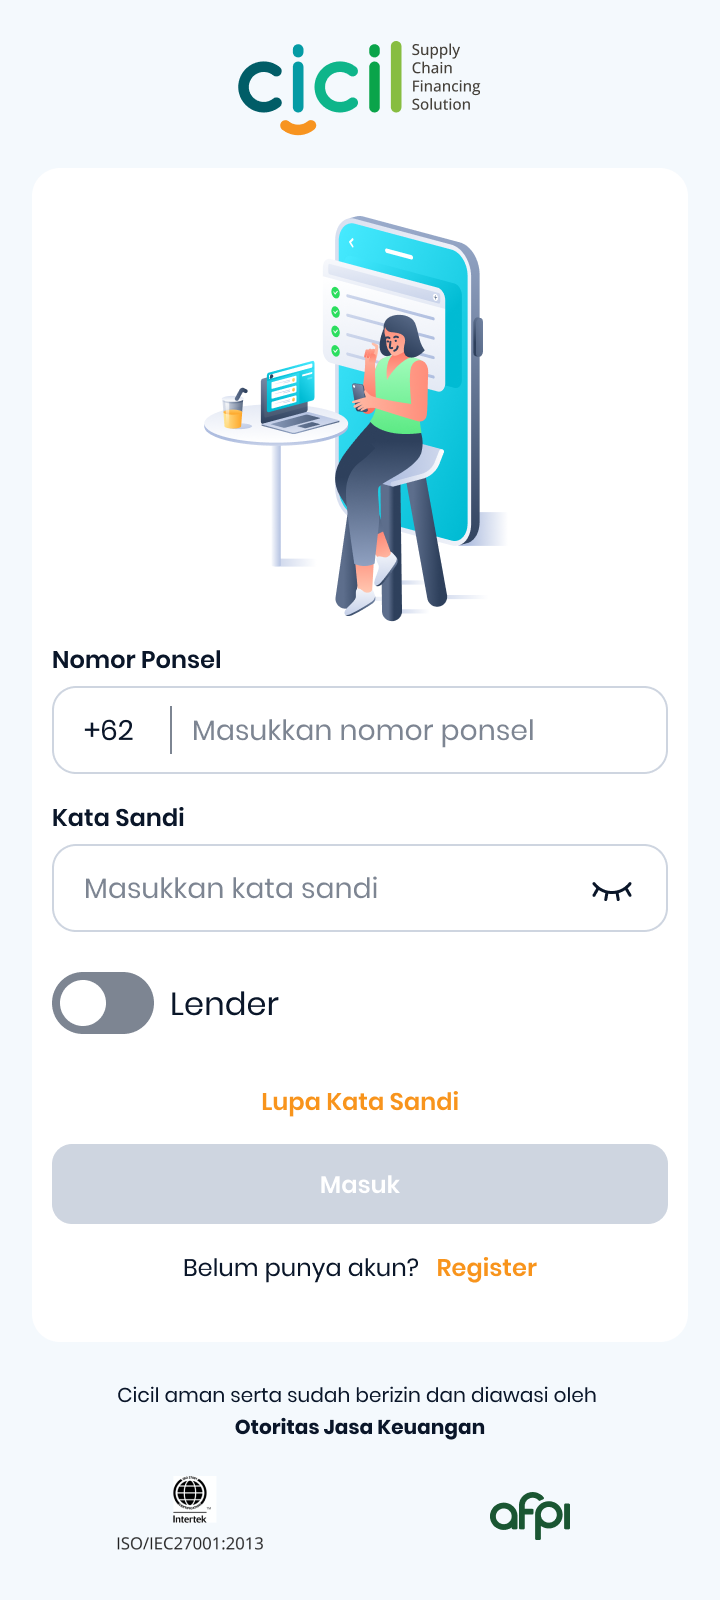 cicil
Supply
Chain
Financing
Solution
Nomor Ponsel
+62
Masukkan nomor ponsel
Kata Sandi
Masukkan kata sandi
Lender
Lupa Kata Sandi
Masuk
Belum punya akun? Register
Cicil aman serta sudah berizin dan diawasi oleh
Otoritas Jasa Keuangan
Intertek
ISO/IEC27001:2013
afpi